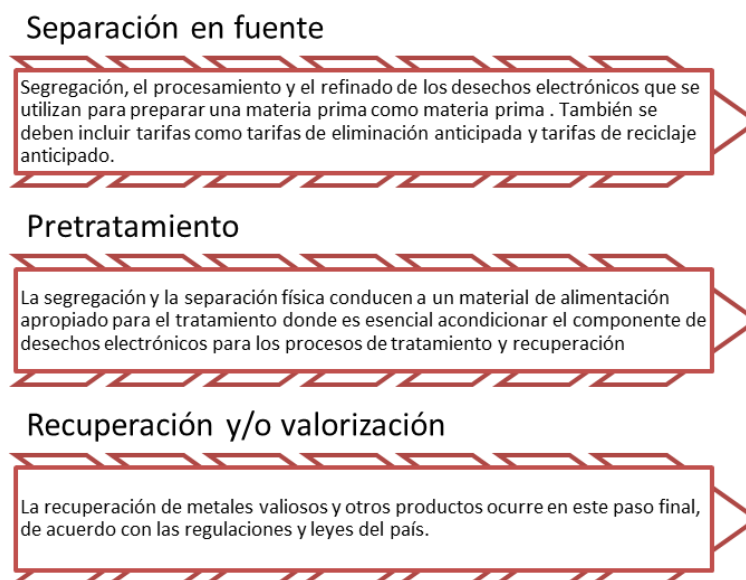 Separación en fuente
Segregación, el procesamiento y el refinado de los desechos electrónicos que se
utilizan para preparar una materia prima como materia prima . También se
deben incluir tarifas como tarifas de eliminación anticipada y tarifas de reciclaje
anticipado.
Pretratamiento
La segregación y la separación física conducen a un material de alimentación
apropiado para el tratamiento donde es esencial acondicionar el componente de
desechos electrónicos para los procesos de tratamiento y recuperación
Recuperación y/o valorización
La recuperación de metales valiosos y otros productos ocurre en este paso final,
de acuerdo con las regulaciones y leyes del país.